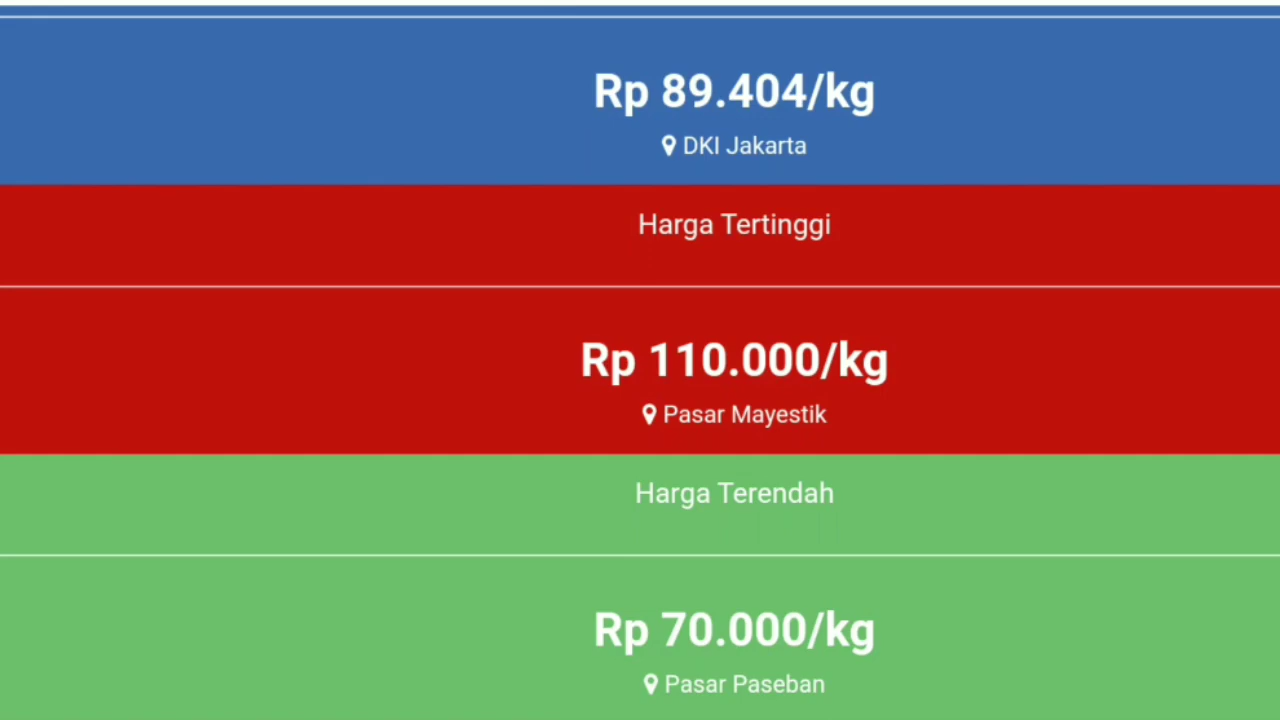 Rp 89.404/kg
DKI Jakarta
Harga Tertinggi
Rp 110.000/kg
Pasar Mayestik
Harga Terendah
Rp 70.000/kg
Pasar Paseban